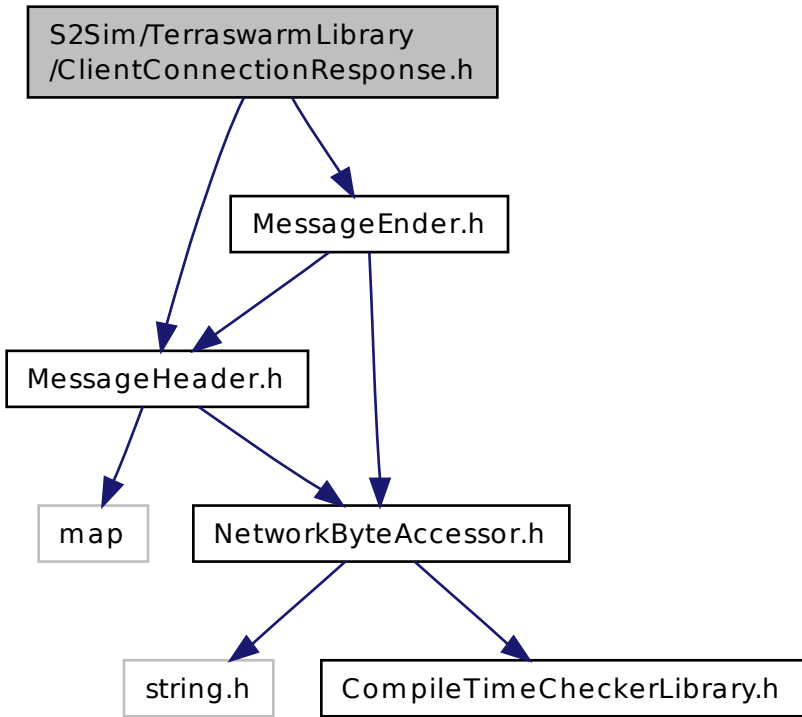 S2Sim/TerraswarmLibrary
/ClientConnectionResponse.h
MessageEnder.h
MessageHeader.h
map
NetworkByteAccessor.h
string.h
CompileTimeCheckerLibrary.h